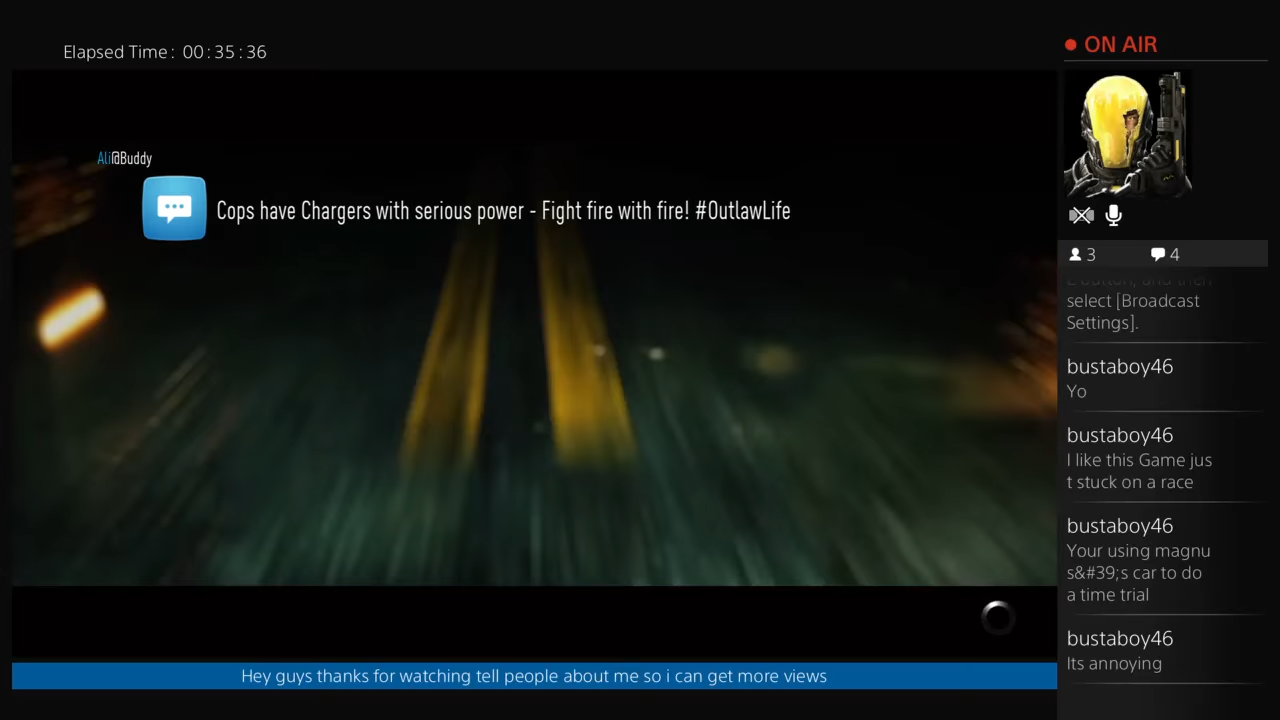 Elapsed Time: 00:35:36
ON AIR
Ali@Buddy
Cops have Chargers with serious power - Fight fire with fire! #OutlawLife
3
4
button, and then
select [Broadcast
Settings].
bustaboy46
Yo
bustaboy46
I like this Game jus
t stuck on a race
bustaboy46
Your using magnu
s&#39;s car to do
a time trial
bustaboy46
Its annoying
Hey guys thanks for watching tell people about me so i can get more views